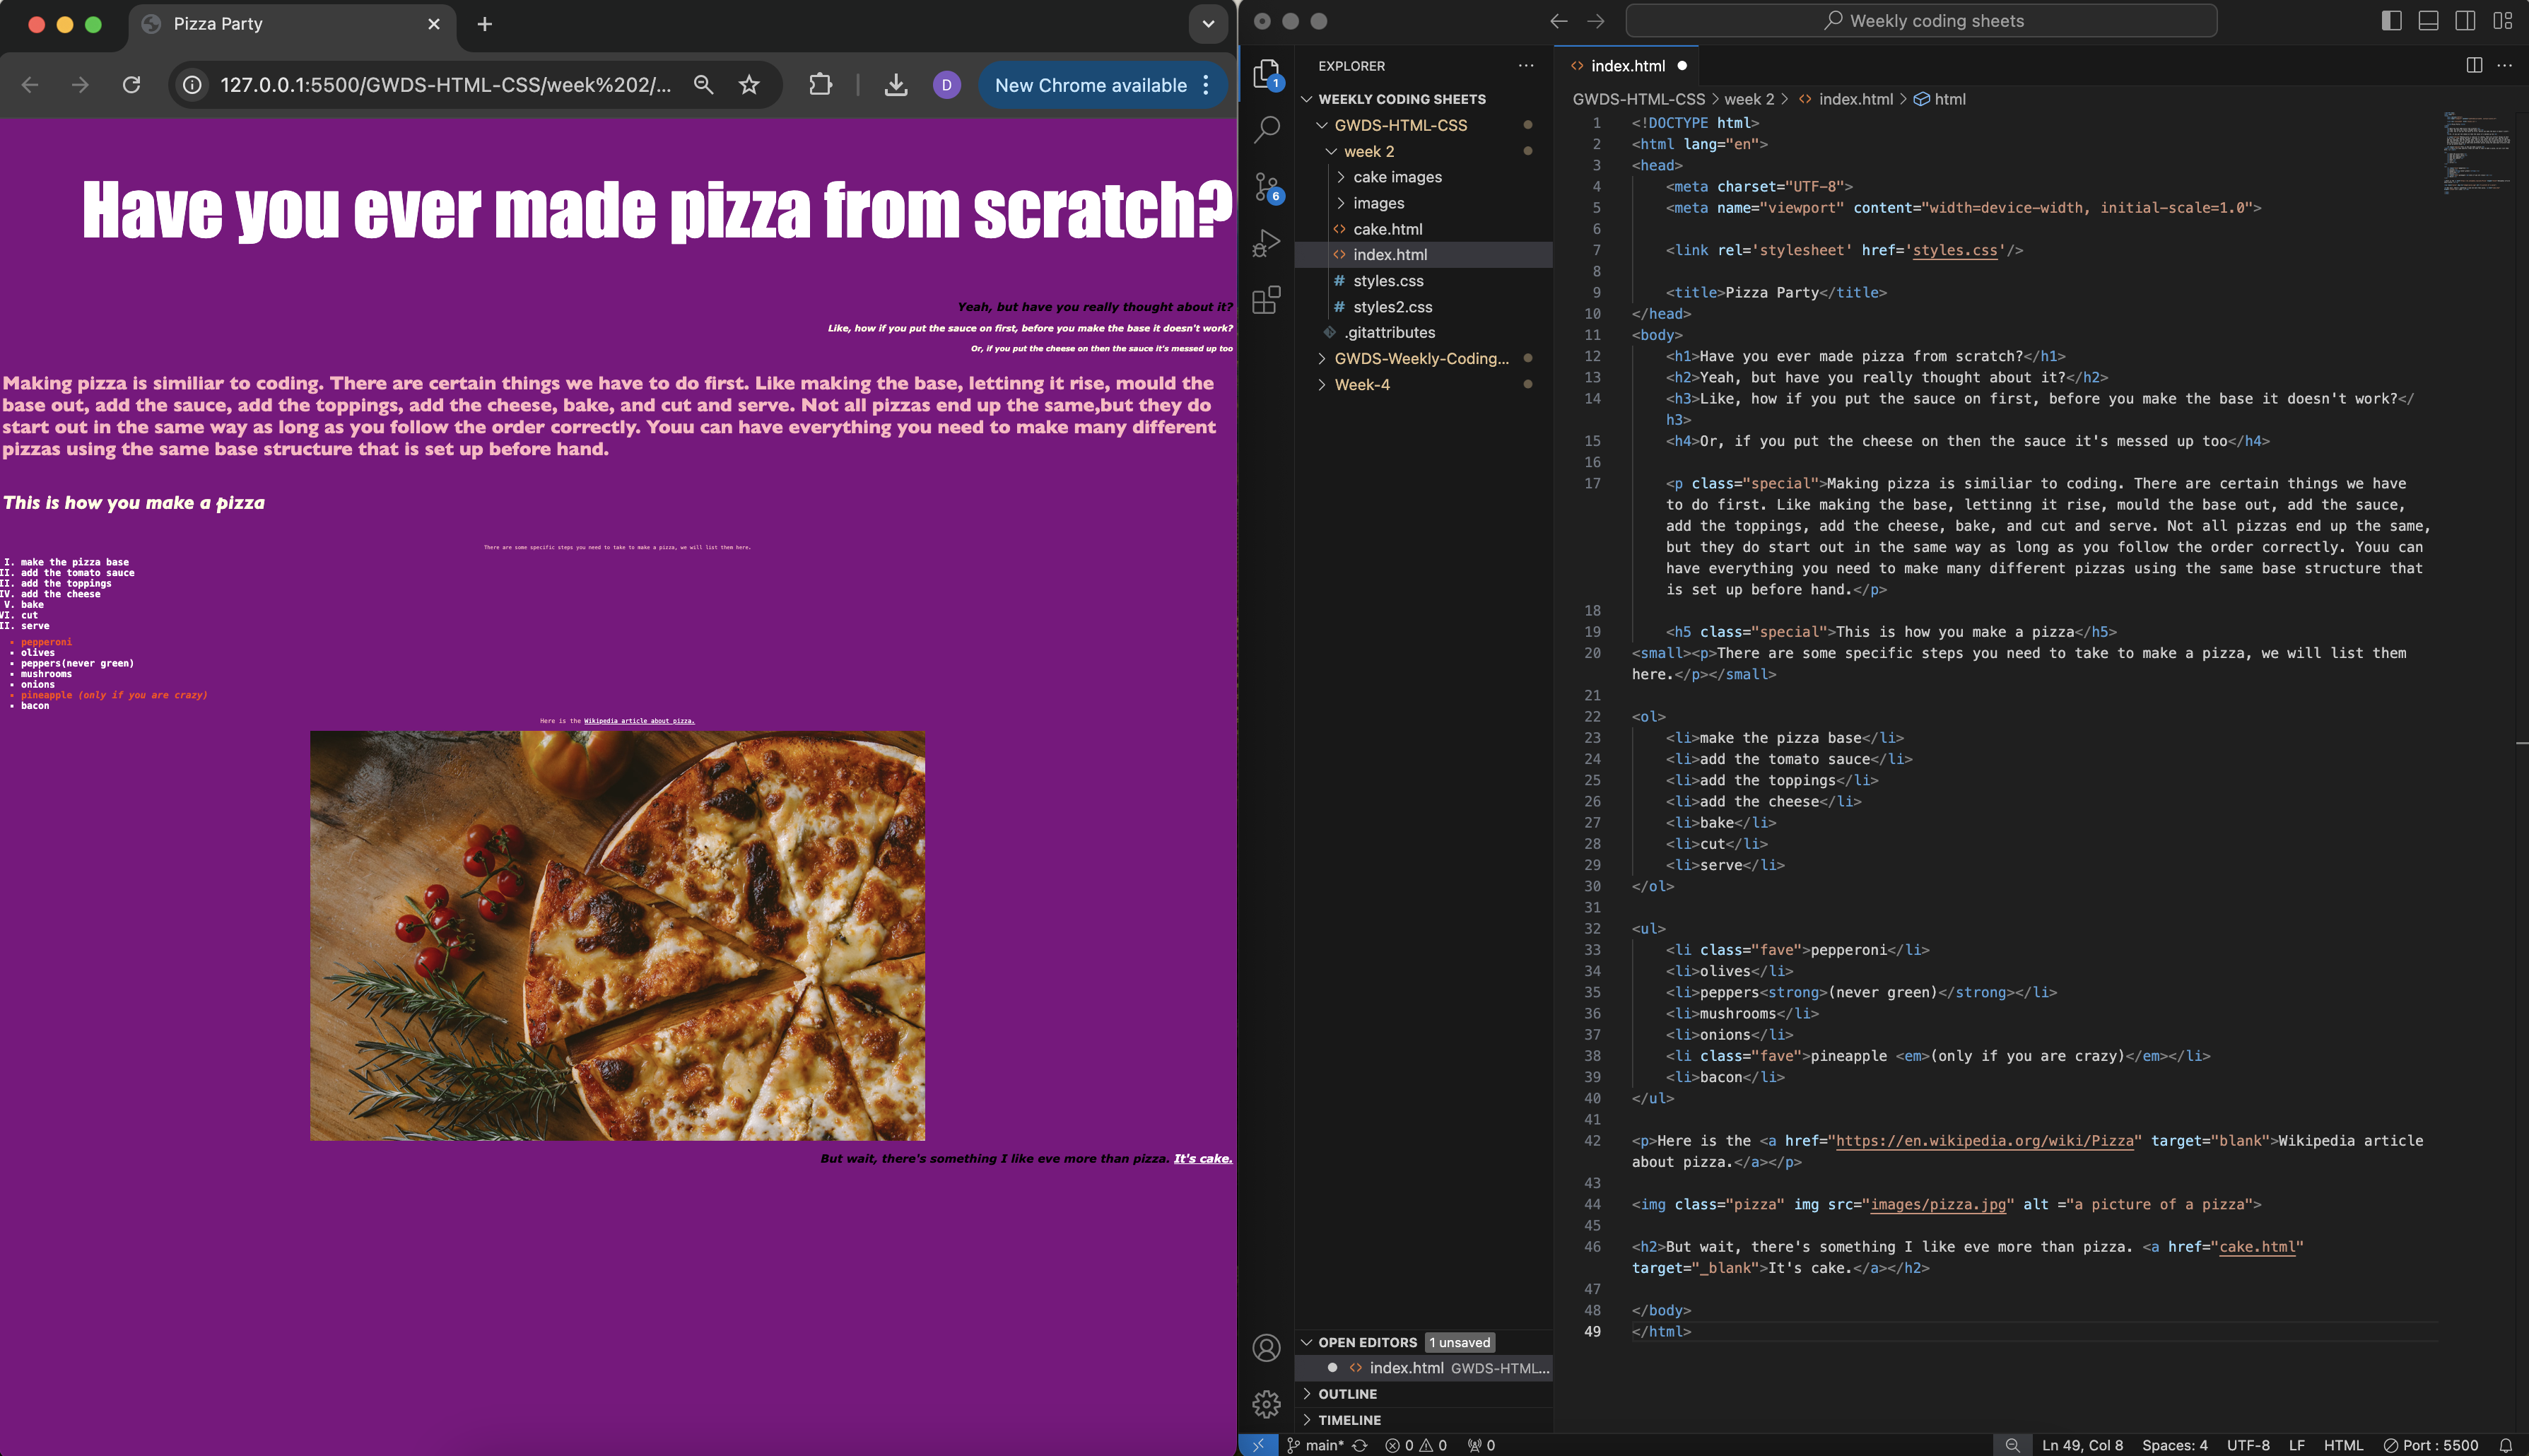 Pizza Party
127.0.0.1:5500/GWDS-HTML-CSS/week%202/...
D
New Chrome available
Have you ever made pizza from scratch?
Yeah, but have you really thought about it?
Like, how if you put the sauce on first, before you make the base it doesn't work?
Or, if you put the cheese on then the sauce it's messed up too
Making pizza is similiar to coding. There are certain things we have to do first. Like making the base, lettinng it rise, mould the
base out, add the sauce, add the toppings, add the cheese, bake, and cut and serve. Not all pizzas end up the same,but they do
start out in the same way as long as you follow the order correctly. Youu can have everything you need to make many different
pizzas using the same base structure that is set up before hand.
This is how you make a pizza
There are some specific steps you need to take to make a pizza, we will list them here.
I. make the pizza base
II. add the tomato sauce
II. add the toppings
IV. add the cheese
V. bake
VI. cut
II. serve
• pepperoni
• olives
• peppers(never green)
• mushrooms
• onions
• pineapple (only if you are crazy)
• bacon
Here is the Wikipedia article about pizza.
But wait, there's something I like eve more than pizza. It's cake.
Weekly coding sheets
1
6
EXPLORER ...
WEEKLY CODING SHEETS
GWDS-HTML-CSS
week 2
cake images
images
<> cake.html
<> index.html
# styles.css
# styles2.css
.gitattributes
GWDS-Weekly-Coding...
Week-4
OPEN EDITORS 1 unsaved
<> index.html GWDS-HTML...
OUTLINE
TIMELINE
<> index.html
...
GWDS-HTML-CSS > week 2 > <> index.html > html
1 <!DOCTYPE html>
2 <html lang="en">
3 <head>
4 <meta charset="UTF-8">
5 <meta name="viewport" content="width=device-width, initial-scale=1.0">
6
7 <link rel='stylesheet' href='styles.css'/>
8
9 <title>Pizza Party</title>
10 </head>
11 <body>
12 <h1>Have you ever made pizza from scratch?</h1>
13 <h2>Yeah, but have you really thought about it?</h2>
14 <h3>Like, how if you put the sauce on first, before you make the base it doesn't work?</
h3>
15 <h4>Or, if you put the cheese on then the sauce it's messed up too</h4>
16
17 <p class="special">Making pizza is similiar to coding. There are certain things we have
to do first. Like making the base, lettinng it rise, mould the base out, add the sauce,
add the toppings, add the cheese, bake, and cut and serve. Not all pizzas end up the same,
but they do start out in the same way as long as you follow the order correctly. Youu can
have everything you need to make many different pizzas using the same base structure that
is set up before hand.</p>
18
19 <h5 class="special">This is how you make a pizza</h5>
20 <small><p>There are some specific steps you need to take to make a pizza, we will list them
here.</p></small>
21
22 <ol>
23 <li>make the pizza base</li>
24 <li>add the tomato sauce</li>
25 <li>add the toppings</li>
26 <li>add the cheese</li>
27 <li>bake</li>
28 <li>cut</li>
29 <li>serve</li>
30 </ol>
31
32 <ul>
33 <li class="fave">pepperoni</li>
34 <li>olives</li>
35 <li>peppers<strong>(never green)</strong></li>
36 <li>mushrooms</li>
37 <li>onions</li>
38 <li class="fave">pineapple <em>(only if you are crazy)</em></li>
39 <li>bacon</li>
40 </ul>
41
42 <p>Here is the <a href="https://en.wikipedia.org/wiki/Pizza" target="blank">Wikipedia article
about pizza.</a></p>
43
44 <img class="pizza" img src="images/pizza.jpg" alt ="a picture of a pizza">
45
46 <h2>But wait, there's something I like eve more than pizza. <a href="cake.html"
target="_blank">It's cake.</a></h2>
47
48 </body>
49 </html>
main* 0 0 0
Ln 49, Col 8 Spaces: 4 UTF-8 LF HTML Port : 5500